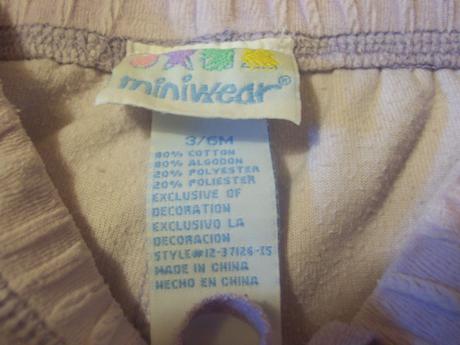 miniwear®
3/6M
80% COTTON
80% ALGODON
20% POLYESTER
20% POLIESTER
EXCLUSIVE OF
DECORATION
EXCLUSIVO LA
DECORACION
STYLE#12-37126-IS
MADE IN CHINA
HECHO EN CHINA